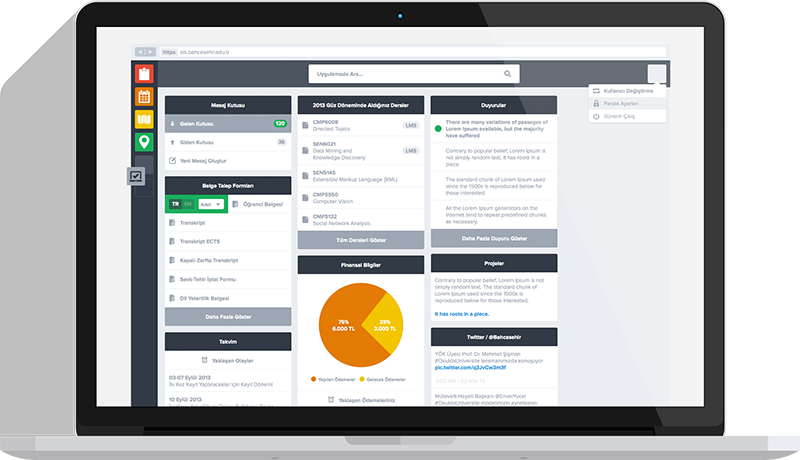 https ois.bahcesehir.edu.tr
Uygulamada Ara...
Kullanıcı Değiştirme
Parola Ayarları
Güvenli Çıkış
Mesaj Kutusu
Gelen Kutusu 120
Giden Kutusu 36
Yeni Mesaj Oluştur
Belge Talep Formları
TR EN Adet Öğrenci Belgesi
Transkript
Transkript ECTS
Kapalı Zarfta Transkript
Sevk-Tehir İptal Formu
Dil Yeterlilik Belgesi
Daha Fazla Göster
Takvim
Yaklaşan Olaylar
03-07 Eylül 2013
İlk Kez Kayıt Yaptıracaklar İçin Kayıt Dönemi
10 Eylül 2013
2013 Güz Döneminde Aldığınız Dersler
CMP6008 LMS
Directed Topics
SEN6021 LMS
Data Mining and
Knowledge Discovery
SEN5145
Extensible Markup Language (XML)
CMP5550
Computer Vision
CMP5132
Social Network Analysis
Tüm Dersleri Göster
Finansal Bilgiler
75% 25%
6.000 TL 2.000 TL
Yapılan Ödemeler Gelecek Ödemeler
Yaklaşan Ödemeleriniz
Duyurular
There are many variations of passages of
Lorem Ipsum available, but the majority
have suffered
Contrary to popular belief, Lorem Ipsum is
not simply random text. It has roots in a
piece
The standard chunk of Lorem Ipsum used
since the 1500s is reproduced below for
those interested
All the Lorem Ipsum generators on the
Internet tend to repeat predefined chunks
as necessary.
Daha Fazla Duyuru Göster
Projeler
Contrary to popular belief, Lorem Ipsum is not
simply random text. The standard chunk of
Lorem Ipsum used since the 1500s is
reproduced below for those interested.
It has roots in a piece.
Twitter / @Bahcesehir
YÖK Üyesi Prof. Dr. Mehmet Şişman
#OkuldaUniversite lansmanımızda konuşuyor
pic.twitter.com/q3JvCw3m3f
Mütevelli Heyeti Başkanı @EnverYucel
#OkuldaUniversite modelimizin ayrıntılarını